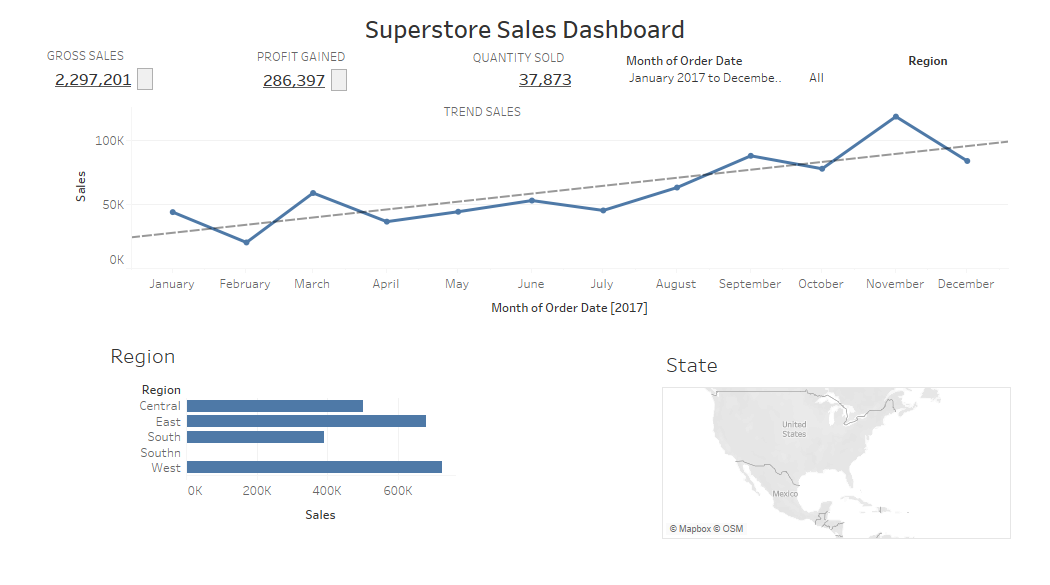 Superstore Sales Dashboard
GROSS SALES
2,297,201
PROFIT GAINED
286,397
QUANTITY SOLD
37,873
Month of Order Date
January 2017 to Decembe..
All
Region
TREND SALES
Sales
100K
50K
0K
January February March April May June July August September October November December
Month of Order Date [2017]
Region
Region
Central
East
South
Southn
West
0K 200K 400K 600K
Sales
State
United
States
Mexico
© Mapbox © OSM